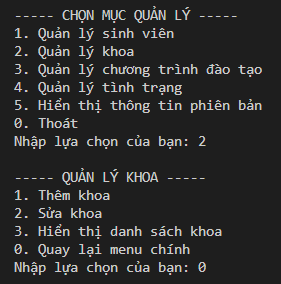 ----- CHỌN MỤC QUẢN LÝ -----
1. Quản lý sinh viên
2. Quản lý khoa
3. Quản lý chương trình đào tạo
4. Quản lý tình trạng
5. Hiển thị thông tin phiên bản
0. Thoát
Nhập lựa chọn của bạn: 2

----- QUẢN LÝ KHOA -----
1. Thêm khoa
2. Sửa khoa
3. Hiển thị danh sách khoa
0. Quay lại menu chính
Nhập lựa chọn của bạn: 0